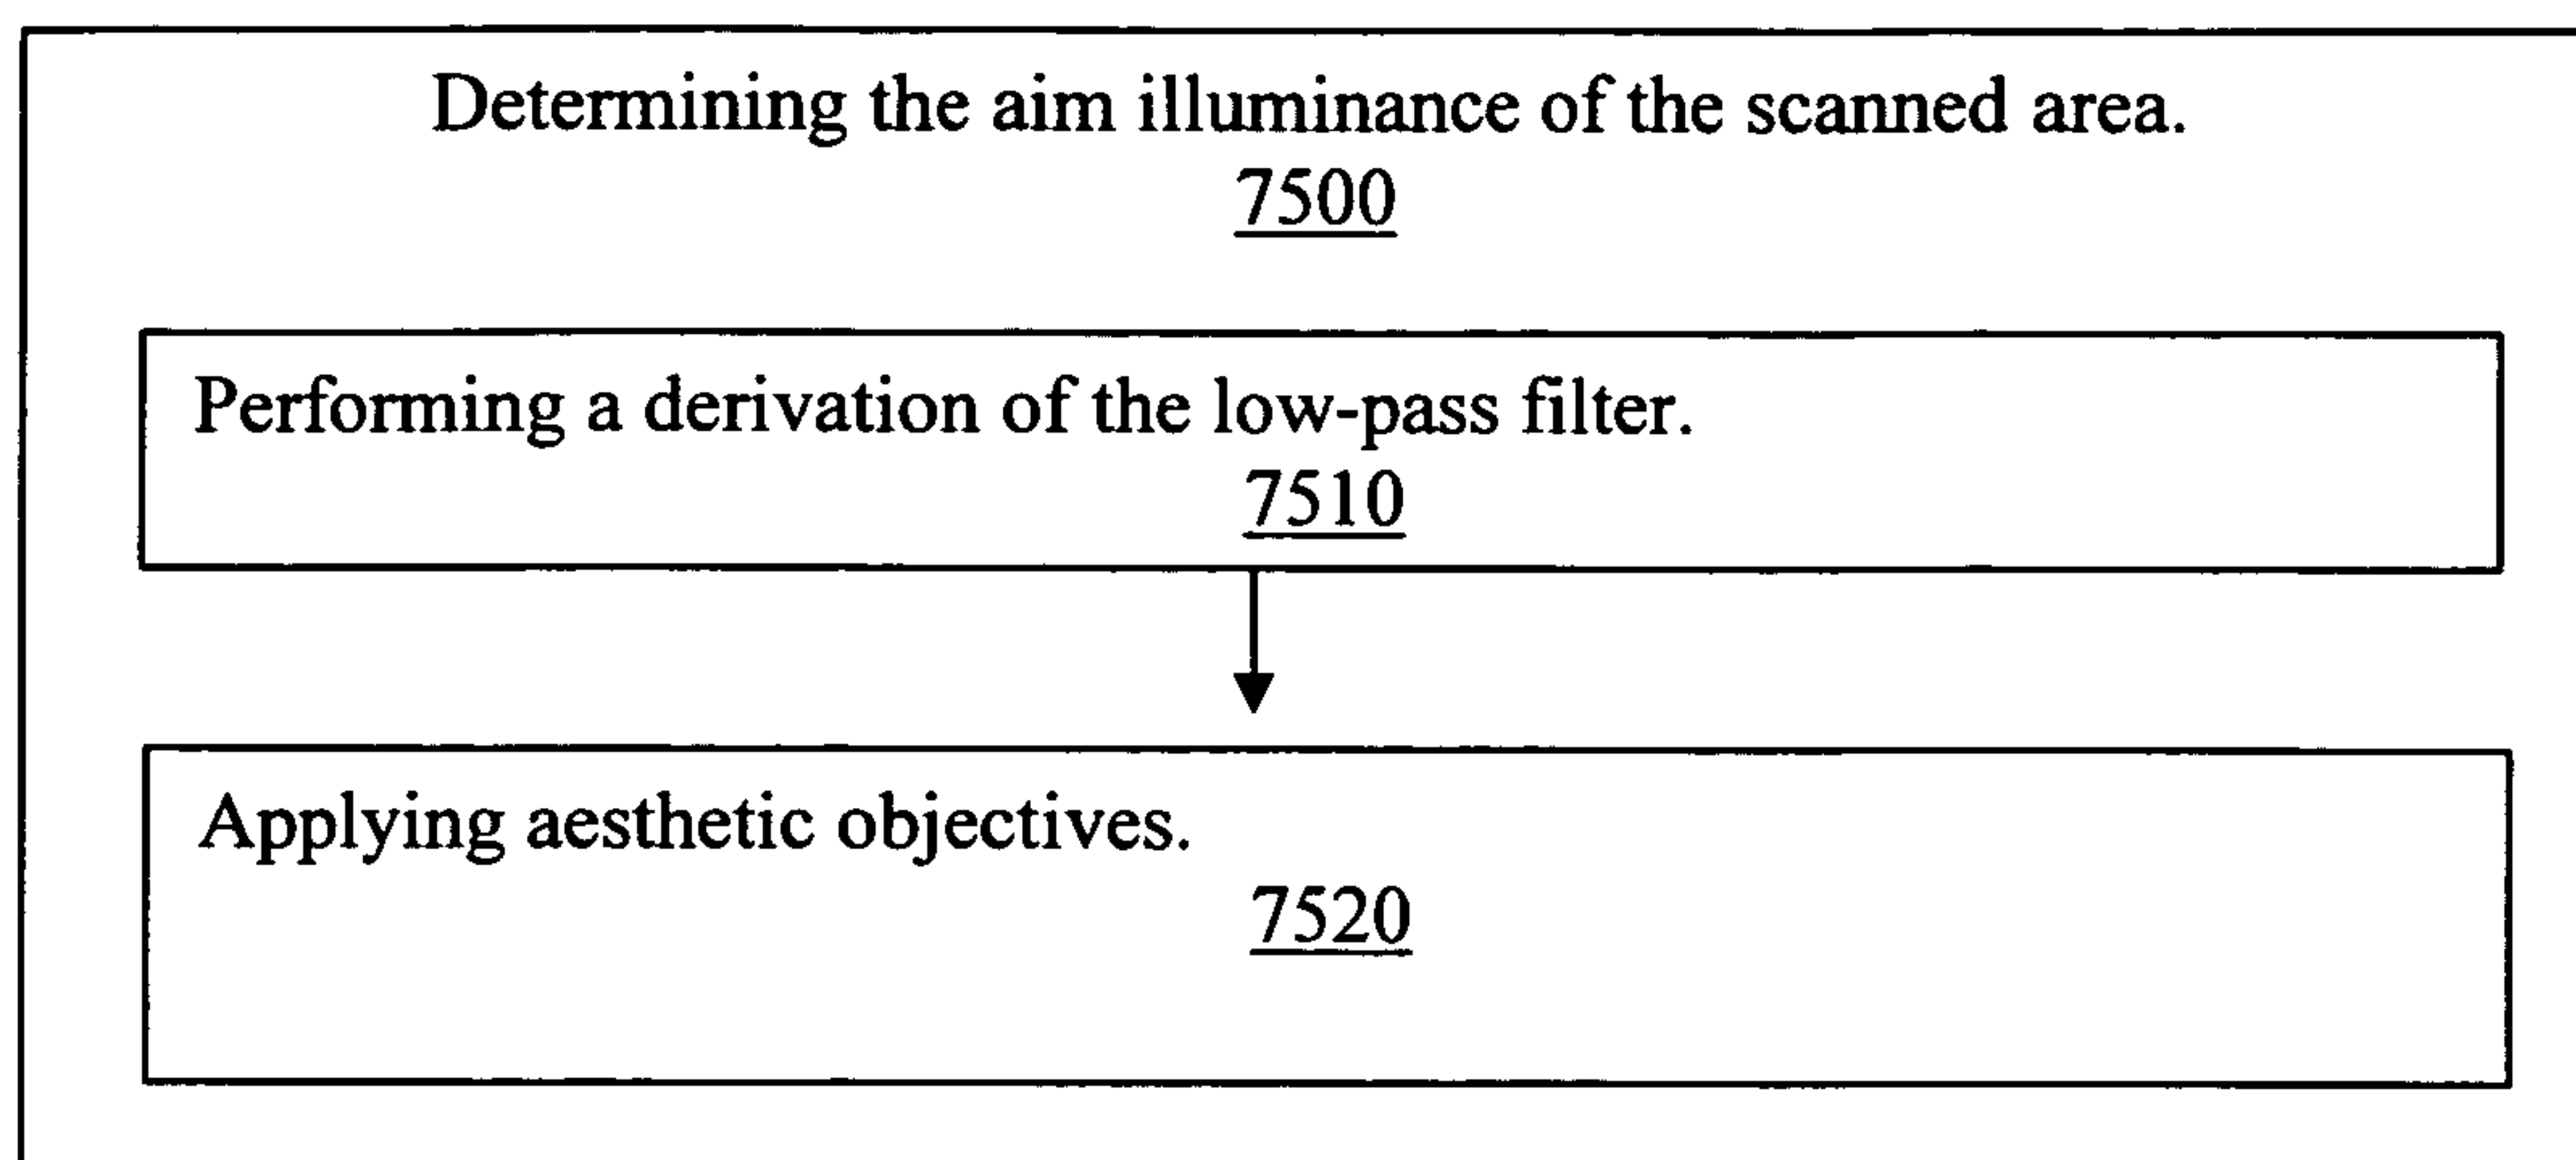 Determining the aim illuminance of the scanned area.
7500
Performing a derivation of the low-pass filter.
7510
Applying aesthetic objectives.
7520